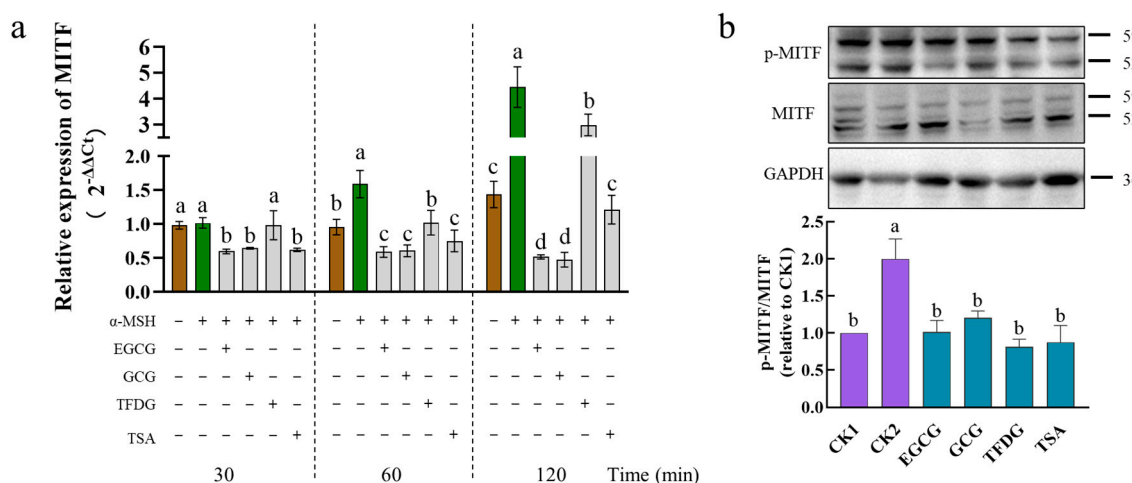 a
Relative expression of MITF
( 2^-ΔΔCt )
6
5
4
3
2.0
1.5
1.0
0.5
0.0
a a b b a b
b a c c b c
c a d d b c
α-MSH − + + + + + − + + + + + − + + + + +
EGCG − − + − − − − − + − − − − − + − − −
GCG − − − + − − − − − + − − − − − + − −
TFDG − − − − + − − − − − + − − − − − + −
TSA − − − − − + − − − − − + − − − − − +
30 60 120 Time (min)
b
p-MITF
5
MITF
5
GAPDH
3
p-MITF/MITF
(relative to CK1)
2.5
2.0
1.5
1.0
0.5
0.0
b a b b b b
CK1 CK2 EGCG GCG TFDG TSA